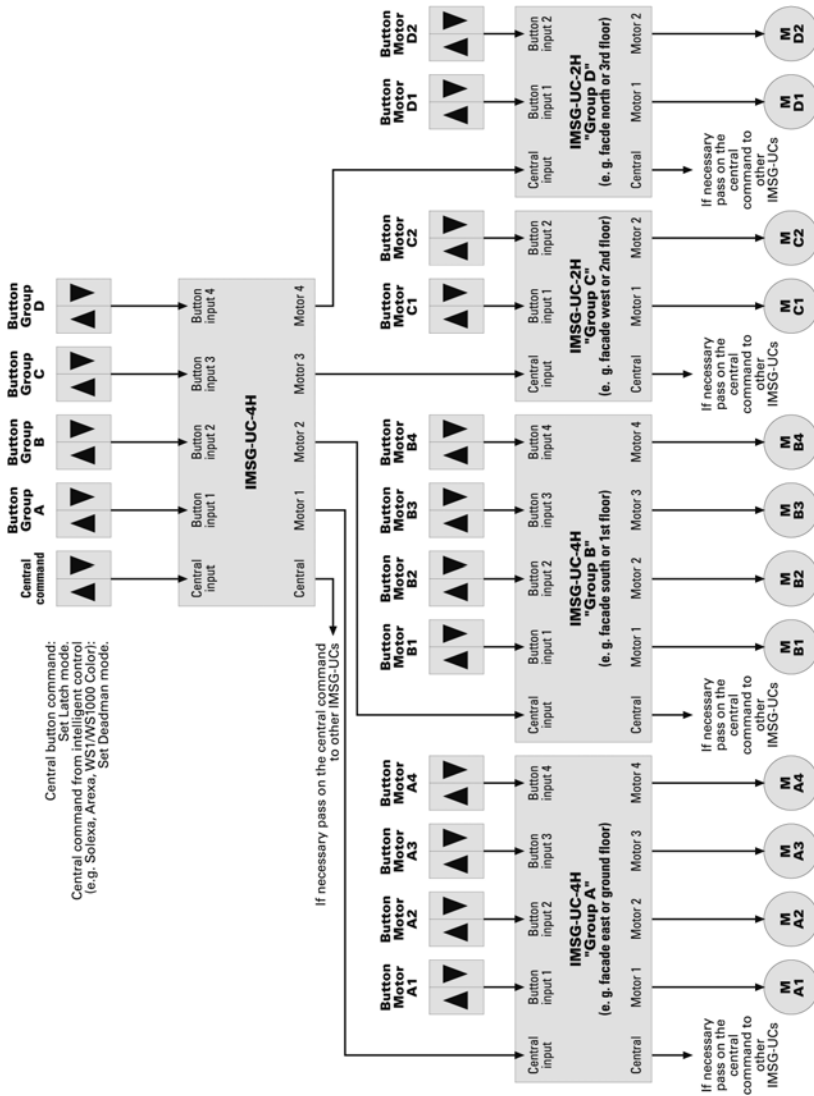 Central button command:
Set Latch mode.
Central command from intelligent control
(e.g. Solexa, Arexa, WS1/WS1000 Color):
Set Deadman mode.
Central
command
Button
Group
A
Button
Group
B
Button
Group
C
Button
Group
D
Central
input
Button
input 1
Button
input 2
Button
input 3
Button
input 4
IMSG-UC-4H
Central
Motor 1
Motor 2
Motor 3
Motor 4
If necessary pass on the central command
to other IMSG-UCs
Button
Motor
A1
Button
Motor
A2
Button
Motor
A3
Button
Motor
A4
Central
input
Button
input 1
Button
input 2
Button
input 3
Button
input 4
IMSG-UC-4H
"Group A"
(e. g. facade east or ground floor)
Central
Motor 1
Motor 2
Motor 3
Motor 4
If necessary
pass on the
central
command to
other
IMSG-UCs
M
A1
M
A2
M
A3
M
A4
Button
Motor
B1
Button
Motor
B2
Button
Motor
B3
Button
Motor
B4
Central
input
Button
input 1
Button
input 2
Button
input 3
Button
input 4
IMSG-UC-4H
"Group B"
(e. g. facade south or 1st floor)
Central
Motor 1
Motor 2
Motor 3
Motor 4
If necessary
pass on the
central
command to
other
IMSG-UCs
M
B1
M
B2
M
B3
M
B4
Button
Motor
C1
Button
Motor
C2
Central
input
Button
input 1
Button
input 2
IMSG-UC-2H
"Group C"
(e. g. facade west or 2nd floor)
Central
Motor 1
Motor 2
If necessary
pass on the
central
command to
other
IMSG-UCs
M
C1
M
C2
Button
Motor
D1
Button
Motor
D2
Central
input
Button
input 1
Button
input 2
IMSG-UC-2H
"Group D"
(e. g. facde north or 3rd floor)
Central
Motor 1
Motor 2
If necessary
pass on the
central
command to
other
IMSG-UCs
M
D1
M
D2